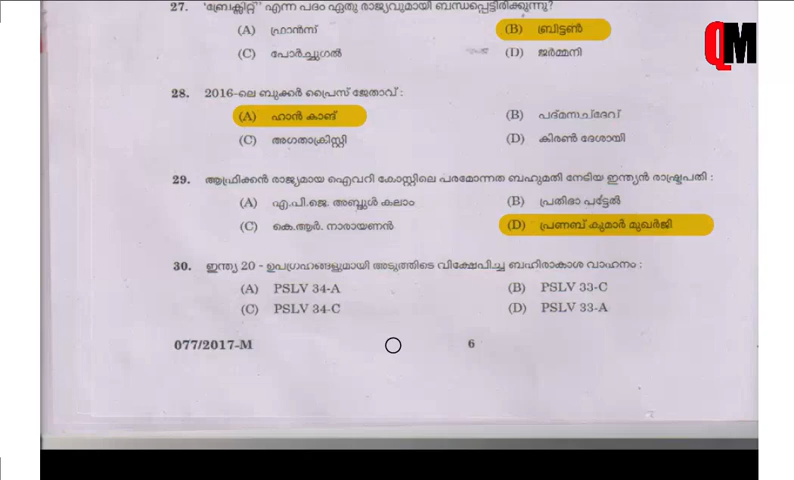 27. 'ബ്രേക്സിറ്റ്' എന്ന പദം ഏതു രാജ്യവുമായി ബന്ധപ്പെട്ടിരിക്കുന്നു?
(A) ഫ്രാൻസ് (B) ബ്രിട്ടൺ
(C) പോർച്ചുഗൽ (D) ജർമ്മനി
QM
28. 2016-ലെ ബുക്കർ പ്രൈസ് ജേതാവ് :
(A) ഹാൻ കാങ് (B) പദ്മസച്ദേവ്
(C) അഗതാക്രിസ്റ്റി (D) കിരൺ ദേശായി
29. ആഫ്രിക്കൻ രാജ്യമായ ഐവറി കോസ്റ്റിലെ പരമോന്നത ബഹുമതി നേടിയ ഇന്ത്യൻ രാഷ്ട്രപതി :
(A) എ.പി.ജെ. അബ്ദുൾ കലാം (B) പ്രതിഭാ പട്ടേൽ
(C) കെ.ആർ. നാരായണൻ (D) പ്രണബ് കുമാർ മുഖർജി
30. ഇന്ത്യ 20 - ഉപഗ്രഹങ്ങളുമായി അടുത്തിടെ വിക്ഷേപിച്ച ബഹിരാകാശ വാഹനം :
(A) PSLV 34-A (B) PSLV 33-C
(C) PSLV 34-C (D) PSLV 33-A
077/2017-M 6